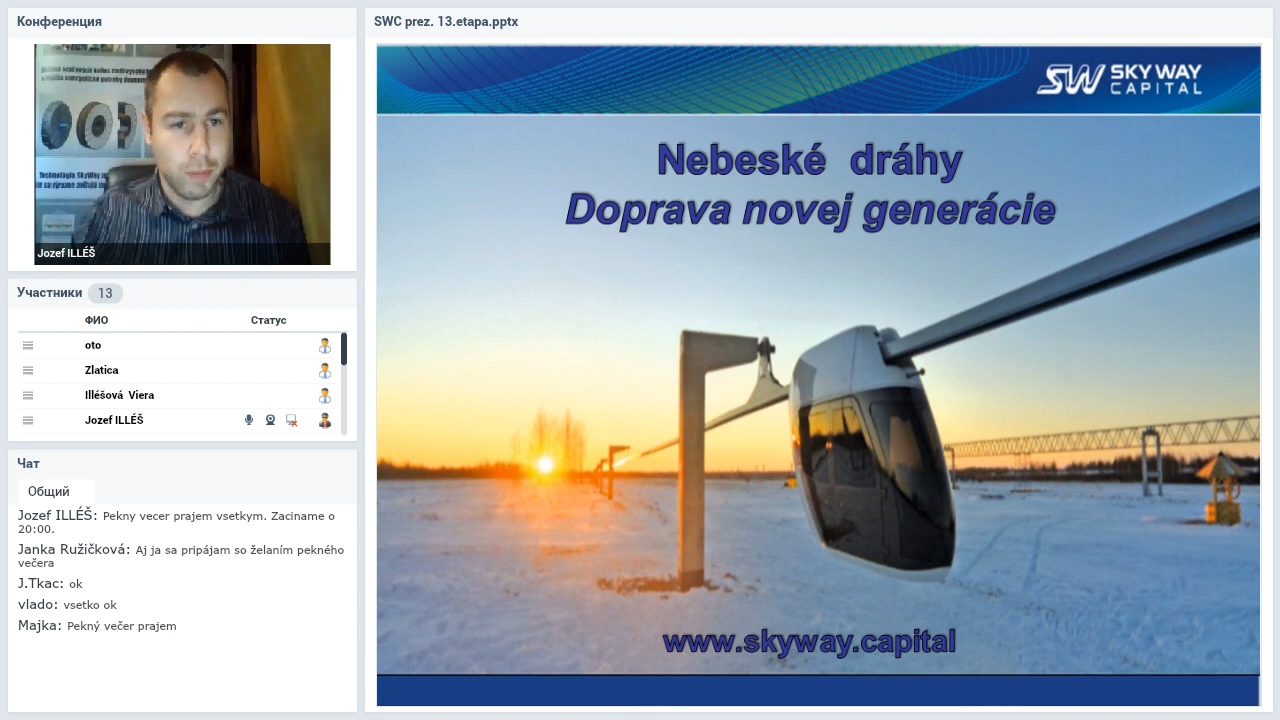 Конференция
Technológia SkyWay
Jozef ILLÉŠ
Участники 13
ФИО Статус
oto
Zlatica
Illéšová Viera
Jozef ILLÉŠ
Чат
Общий
Jozef ILLÉŠ: Pekny vecer prajem vsetkym. Zaciname o
20:00.
Janka Ružičková: Aj ja sa pripájam so želaním pekného
večera
J.Tkac: ok
vlado: vsetko ok
Majka: Pekný večer prajem
SWC prez. 13.etapa.pptx
SW SKY WAY
CAPITAL
Nebeské dráhy
Doprava novej generácie
www.skyway.capital